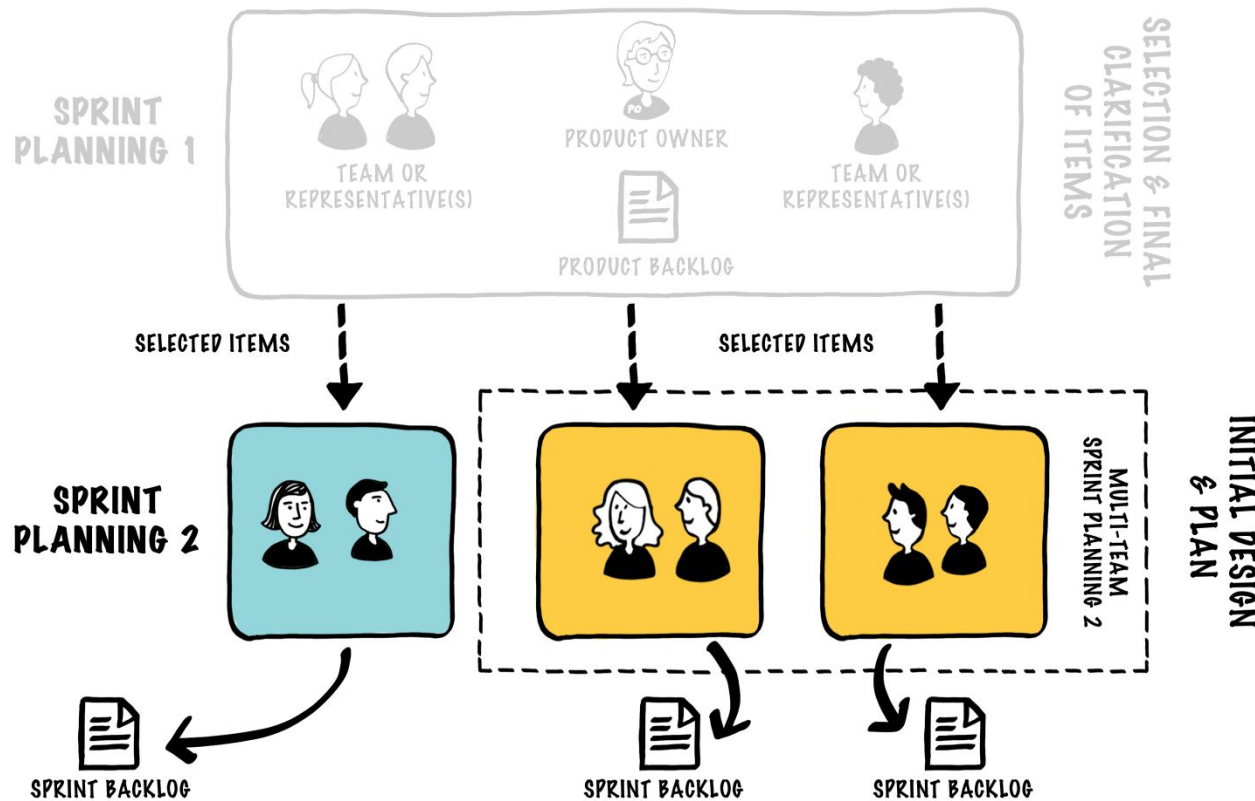 SPRINT
PLANNING 1
TEAM OR
REPRESENTATIVE(S)
PO
PRODUCT OWNER
PRODUCT BACKLOG
TEAM OR
REPRESENTATIVE(S)
SELECTION & FINAL
CLARIFICATION
OF ITEMS
SELECTED ITEMS
SELECTED ITEMS
SPRINT
PLANNING 2
MULTI-TEAM
SPRINT PLANNING 2
INITIAL DESIGN
& PLAN
SPRINT BACKLOG
SPRINT BACKLOG
SPRINT BACKLOG